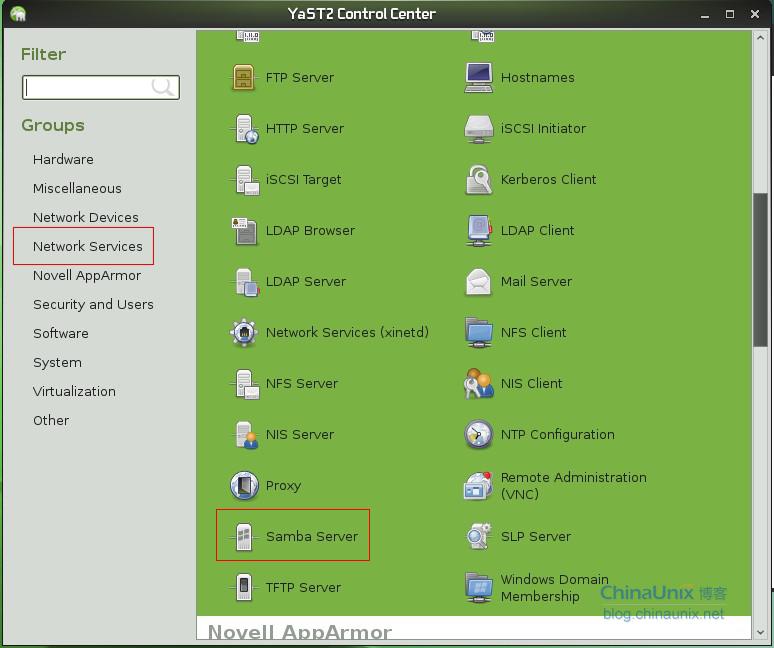 YaST2 Control Center
Filter
Groups
Hardware
Miscellaneous
Network Devices
Network Services
Novell AppArmor
Security and Users
Software
System
Virtualization
Other
FTP Server
Hostnames
HTTP Server
iSCSI Initiator
iSCSI Target
Kerberos Client
LDAP Browser
LDAP Client
LDAP Server
Mail Server
Network Services (xinetd)
NFS Client
NFS Server
NIS Client
NIS Server
NTP Configuration
Proxy
Remote Administration
(VNC)
Samba Server
SLP Server
TFTP Server
Windows Domain
Membership
Novell AppArmor
ChinaUnix 博客
blog.chinaunix.net